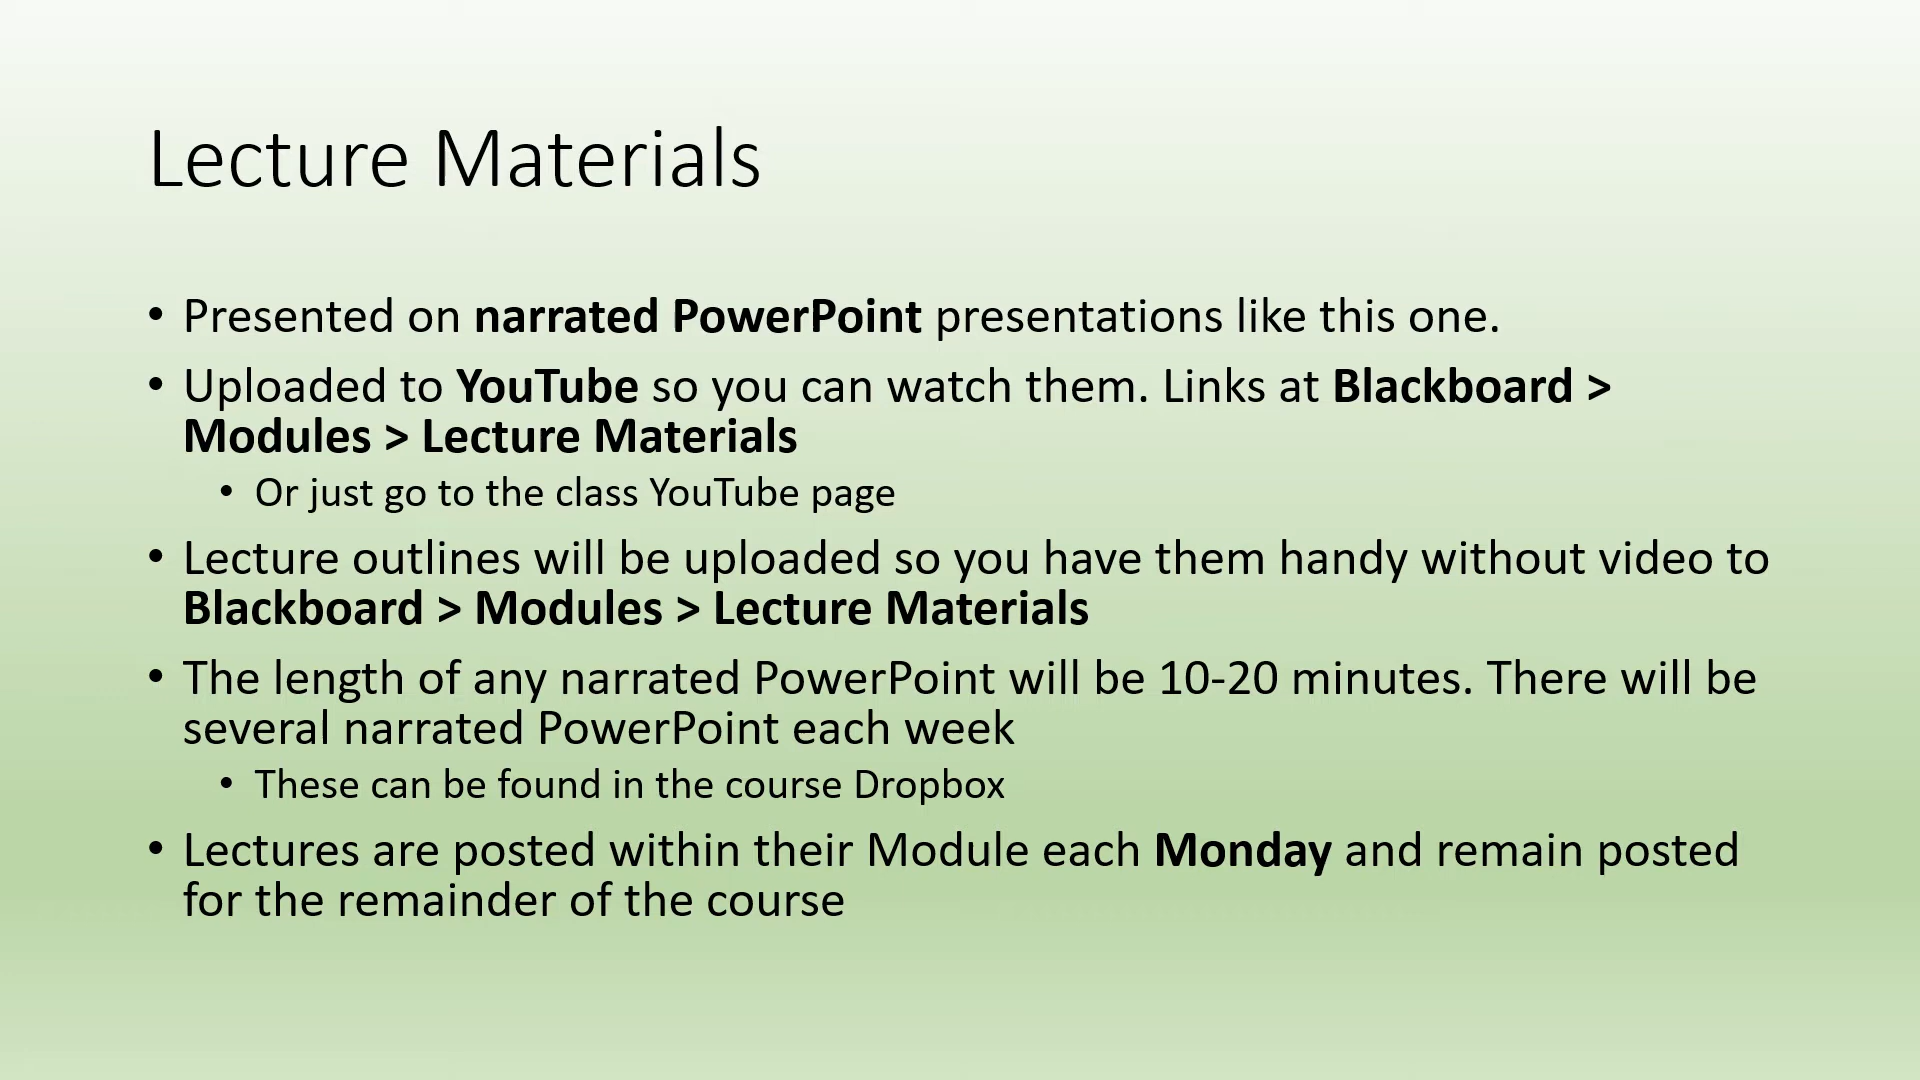 Lecture Materials
• Presented on narrated PowerPoint presentations like this one.
• Uploaded to YouTube so you can watch them. Links at Blackboard >
Modules > Lecture Materials
• Or just go to the class YouTube page
• Lecture outlines will be uploaded so you have them handy without video to
Blackboard > Modules > Lecture Materials
• The length of any narrated PowerPoint will be 10-20 minutes. There will be
several narrated PowerPoint each week
• These can be found in the course Dropbox
• Lectures are posted within their Module each Monday and remain posted
for the remainder of the course